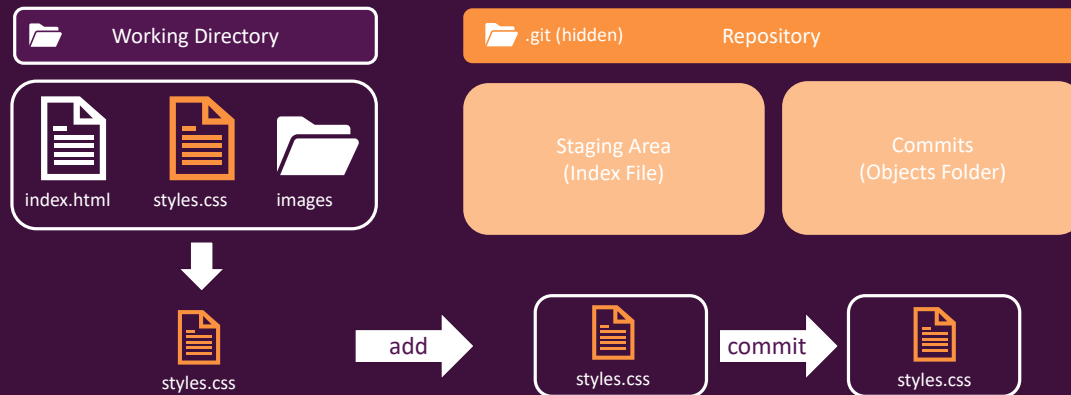 Working Directory
.git (hidden)
Repository
index.html
styles.css
images
Staging Area
(Index File)
Commits
(Objects Folder)
styles.css
add
styles.css
commit
styles.css